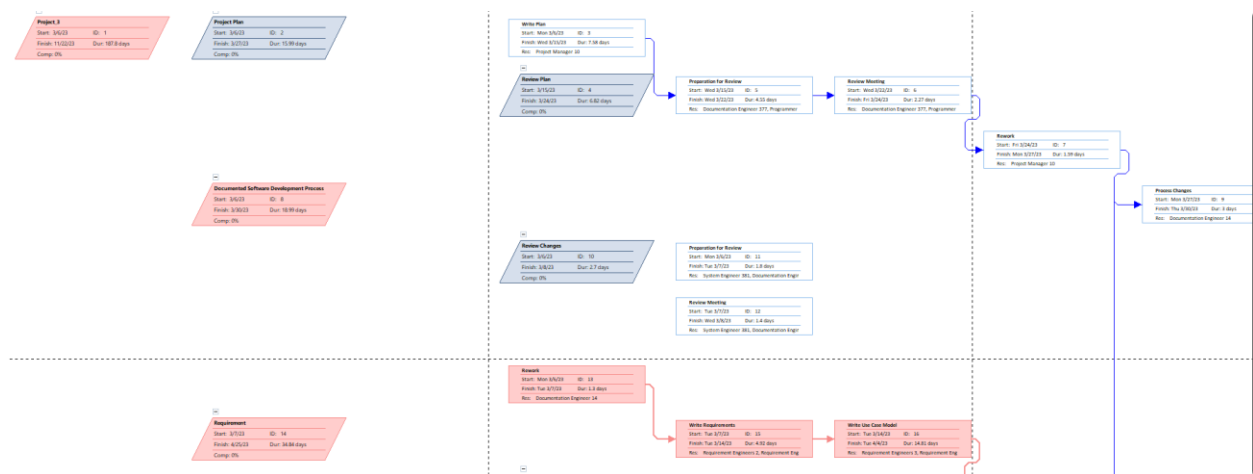 Project_3
Start: 3/6/23 ID: 1
Finish: 11/22/23 Dur: 187.8 days
Comp: 0%
Project Plan
Start: 3/6/23 ID: 2
Finish: 3/27/23 Dur: 15.99 days
Comp: 0%
Write Plan
Start: Mon 3/6/23 ID: 3
Finish: Wed 3/15/23 Dur: 7.58 days
Res: Project Manager 10
Review Plan
Start: 3/15/23 ID: 4
Finish: 3/24/23 Dur: 6.82 days
Comp: 0%
Preparation for Review
Start: Wed 3/15/23 ID: 5
Finish: Wed 3/22/23 Dur: 4.55 days
Res: Documentation Engineer 377, Programmer
Review Meeting
Start: Wed 3/22/23 ID: 6
Finish: Fri 3/24/23 Dur: 2.27 days
Res: Documentation Engineer 377, Programmer
Rework
Start: Fri 3/24/23 ID: 7
Finish: Mon 3/27/23 Dur: 1.59 days
Res: Project Manager 10
Documented Software Development Process
Start: 3/6/23 ID: 8
Finish: 3/30/23 Dur: 18.99 days
Comp: 0%
Process Changes
Start: Mon 3/27/23 ID: 9
Finish: Thu 3/30/23 Dur: 3 days
Res: Documentation Engineer 14
Review Changes
Start: 3/6/23 ID: 10
Finish: 3/8/23 Dur: 2.7 days
Comp: 0%
Preparation for Review
Start: Mon 3/6/23 ID: 11
Finish: Tue 3/7/23 Dur: 1.8 days
Res: System Engineer 381, Documentation Engir
Review Meeting
Start: Tue 3/7/23 ID: 12
Finish: Wed 3/8/23 Dur: 1.4 days
Res: System Engineer 381, Documentation Engir
Rework
Start: Mon 3/6/23 ID: 13
Finish: Tue 3/7/23 Dur: 1.3 days
Res: Documentation Engineer 14
Requirement
Start: 3/7/23 ID: 14
Finish: 4/25/23 Dur: 34.84 days
Comp: 0%
Write Requirements
Start: Tue 3/7/23 ID: 15
Finish: Tue 3/14/23 Dur: 4.92 days
Res: Requirement Engineers 2, Requirement Eng
Write Use Case Model
Start: Tue 3/14/23 ID: 16
Finish: Tue 4/4/23 Dur: 14.81 days
Res: Requirement Engineers 3, Requirement Eng